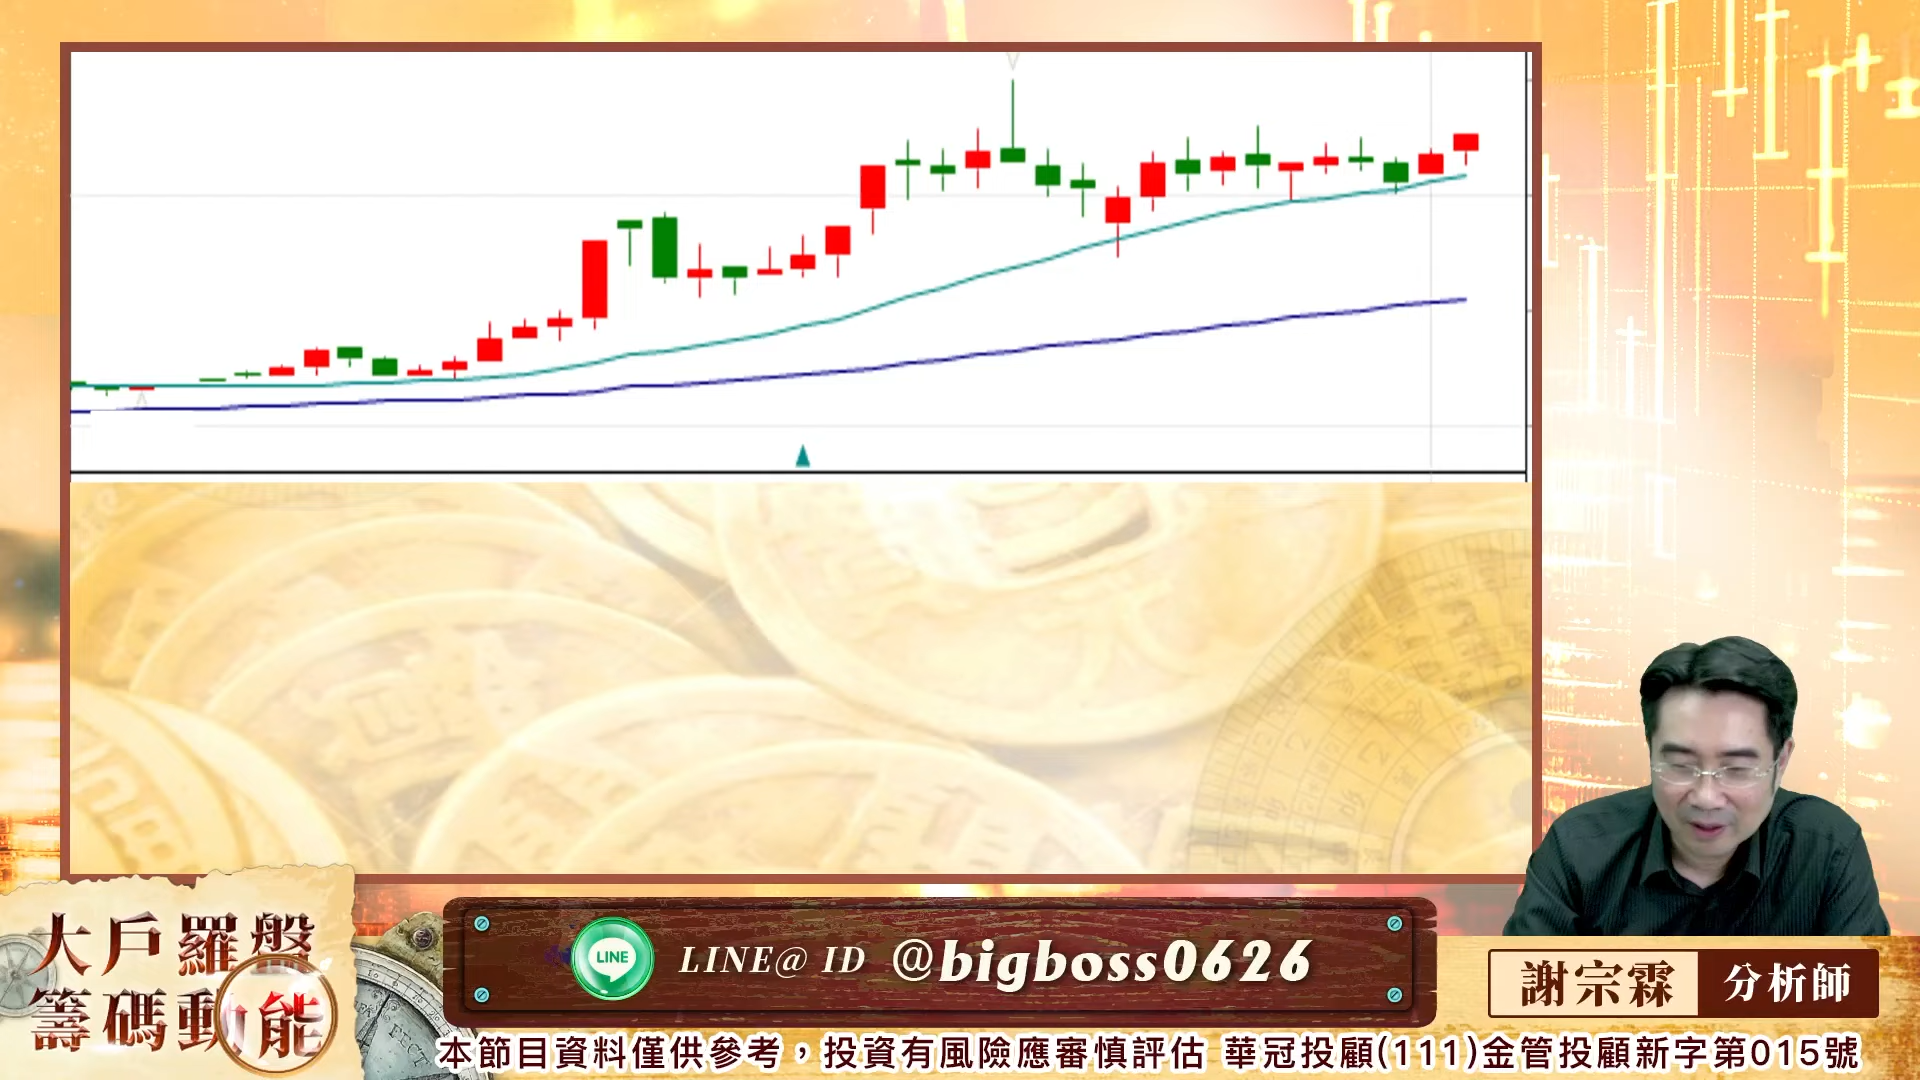 大戶羅盤
籌碼動能
LINE
LINE@ ID @bigboss0626
謝宗霖 分析師
本節目資料僅供參考，投資有風險應審慎評估 華冠投顧(111)金管投顧新字第015號